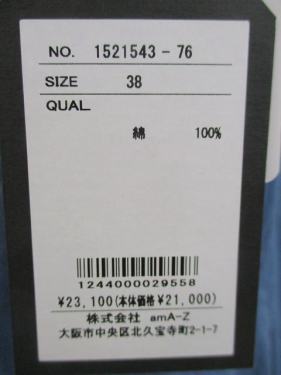 NO. 1521543-76
SIZE 38
QUAL.
綿 100%
1244000029558
¥23,100(本体価格¥21,000)
株式会社 amA-Z
大阪市中央区北久宝寺町2-1-7